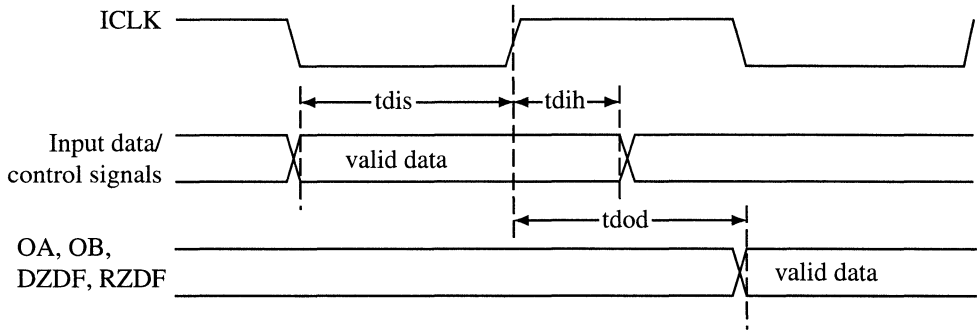 ICLK
tdis
tdih
Input data/
control signals
valid data
tdod
OA, OB,
DZDF, RZDF
valid data